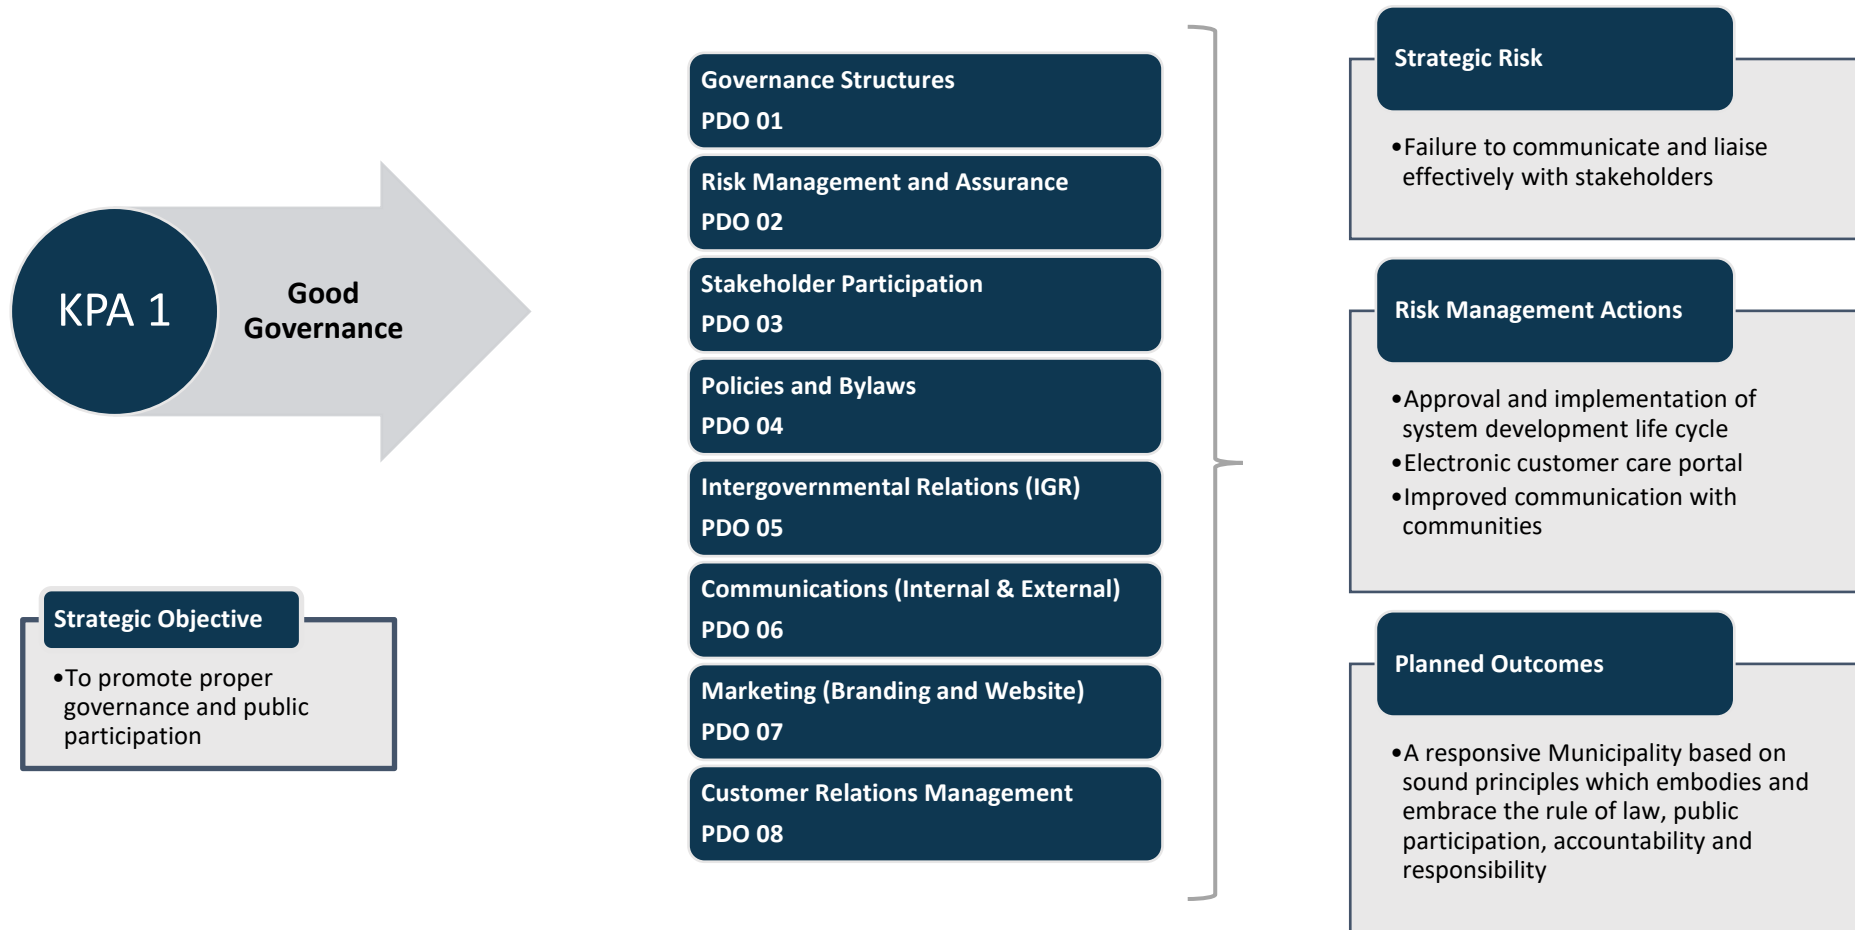 KPA 1
Good
Governance
Strategic Objective
•To promote proper
governance and public
participation
Governance Structures
PDO 01
Risk Management and Assurance
PDO 02
Stakeholder Participation
PDO 03
Policies and Bylaws
PDO 04
Intergovernmental Relations (IGR)
PDO 05
Communications (Internal & External)
PDO 06
Marketing (Branding and Website)
PDO 07
Customer Relations Management
PDO 08
Strategic Risk
•Failure to communicate and liaise
effectively with stakeholders
Risk Management Actions
•Approval and implementation of
system development life cycle
•Electronic customer care portal
•Improved communication with
communities
Planned Outcomes
•A responsive Municipality based on
sound principles which embodies and
embrace the rule of law, public
participation, accountability and
responsibility